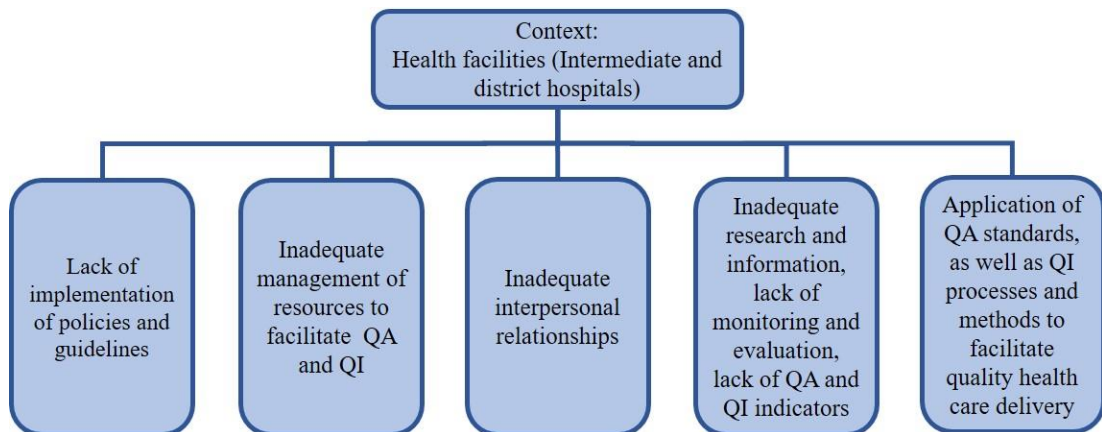 Context:
Health facilities (Intermediate and
district hospitals)
Lack of
implementation
of policies and
guidelines
Inadequate
management of
resources to
facilitate QA
and QI
Inadequate
interpersonal
relationships
Inadequate
research and
information,
lack of
monitoring and
evaluation,
lack of QA and
QI indicators
Application of
QA standards,
as well as QI
processes and
methods to
facilitate
quality health
care delivery